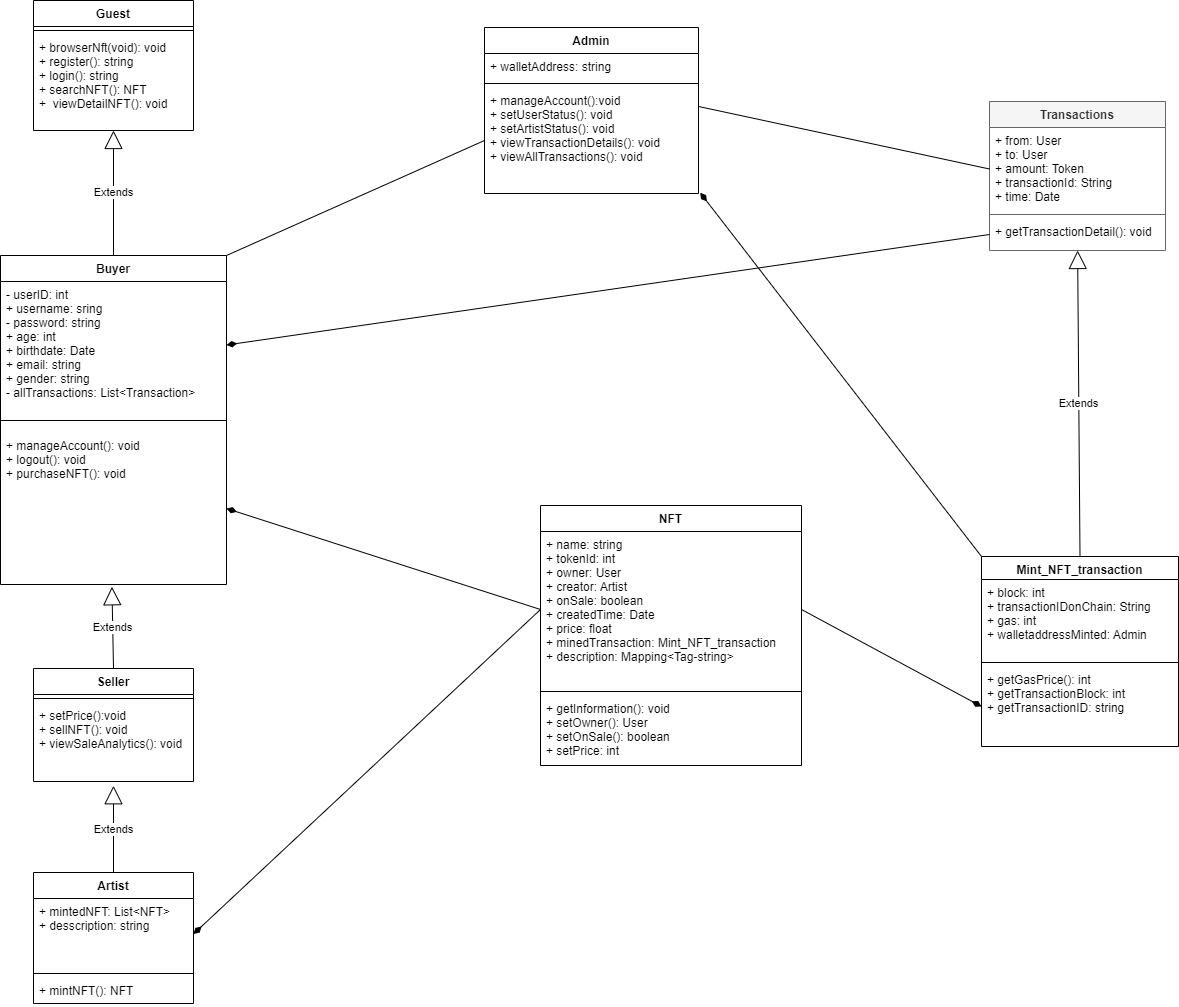 Guest
+ browserNft(void): void
+ register(): string
+ login(): string
+ searchNFT(): NFT
+  viewDetailNFT(): void
Extends
Admin
+ walletAddress: string
+ manageAccount():void
+ setUserStatus(): void
+ setArtistStatus(): void
+ viewTransactionDetails(): void
+ viewAllTransactions(): void
Transactions
+ from: User
+ to: User
+ amount: Token
+ transactionId: String
+ time: Date
+ getTransactionDetail(): void
Extends
Buyer
- userID: int
+ username: sring
- password: string
+ age: int
+ birthdate: Date
+ email: string
+ gender: string
- allTransactions: List<Transaction>
+ manageAccount(): void
+ logout(): void
+ purchaseNFT(): void
Extends
NFT
+ name: string
+ tokenId: int
+ owner: User
+ creator: Artist
+ onSale: boolean
+ createdTime: Date
+ price: float
+ minedTransaction: Mint_NFT_transaction
+ description: Mapping<Tag-string>
+ getInformation(): void
+ setOwner(): User
+ setOnSale(): boolean
+ setPrice: int
Mint_NFT_transaction
+ block: int
+ transactionIDonChain: String
+ gas: int
+ walletaddressMinted: Admin
+ getGasPrice(): int
+ getTransactionBlock: int
+ getTransactionID: string
Seller
+ setPrice():void
+ sellNFT(): void
+ viewSaleAnalytics(): void
Extends
Artist
+ mintedNFT: List<NFT>
+ desscription: string
+ mintNFT(): NFT